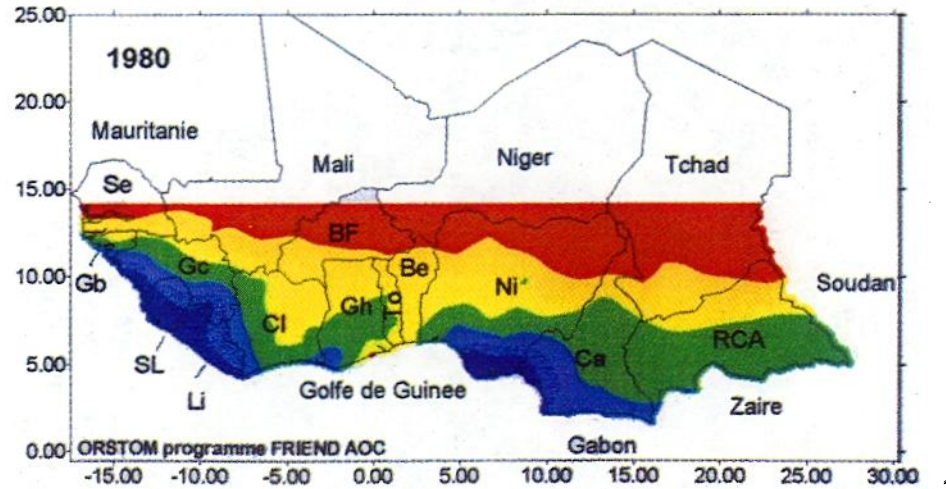 25.00
1980
20.00
Mauritanie
Mali
Niger
Tchad
15.00
Se
BF
Be
10.00
Gc
Gb
Ni
Soudan
Gh
To
CI
RCA
5.00
SL
Ca
Li
Golfe de Guinee
Zaire
0.00
ORSTOM programme FRIEND AOC
Gabon
-15.00 -10.00 -5.00 0.00 5.00 10.00 15.00 20.00 25.00 30.00